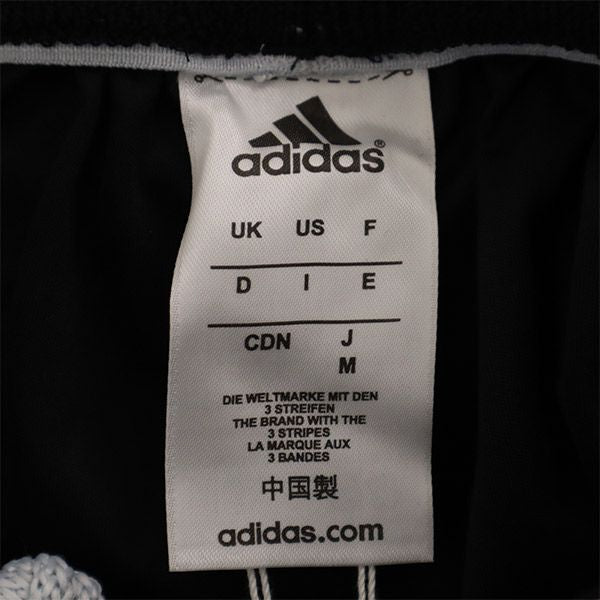 adidas®
UK US F
D I E
CDN J
M
DIE WELTMARKE MIT DEN
3 STREIFEN
THE BRAND WITH THE
3 STRIPES
LA MARQUE AUX
3 BANDES
中国製
adidas.com